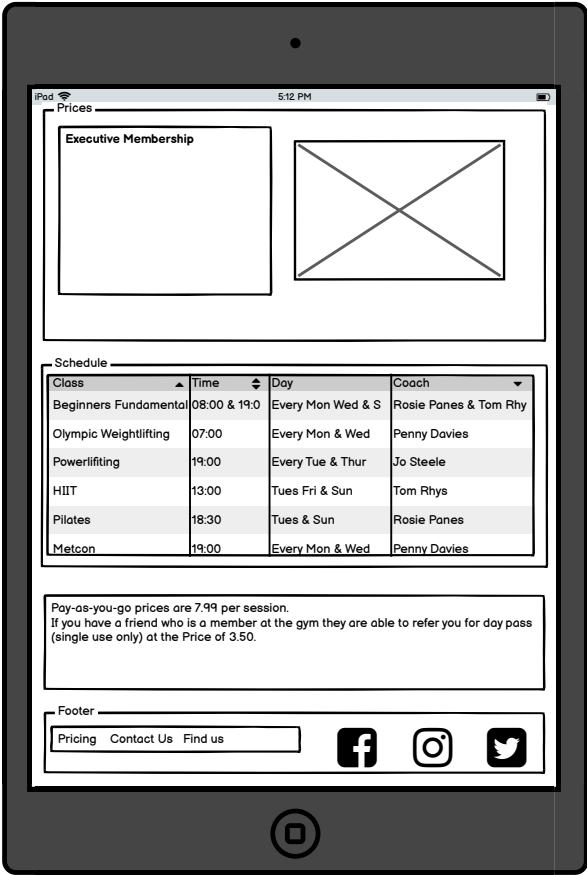 iPad 5:12 PM
Prices
Executive Membership
Schedule
Class Time Day Coach
Beginners Fundamental 08:00 & 19:0 Every Mon Wed & S Rosie Panes & Tom Rhy
Olympic Weightlifting 07:00 Every Mon & Wed Penny Davies
Powerlifiting 19:00 Every Tue & Thur Jo Steele
HIIT 13:00 Tues Fri & Sun Tom Rhys
Pilates 18:30 Tues & Sun Rosie Panes
Metcon 19:00 Every Mon & Wed Penny Davies
Pay-as-you-go prices are 7.99 per session.
If you have a friend who is a member at the gym they are able to refer you for day pass
(single use only) at the Price of 3.50.
Footer
Pricing Contact Us Find us